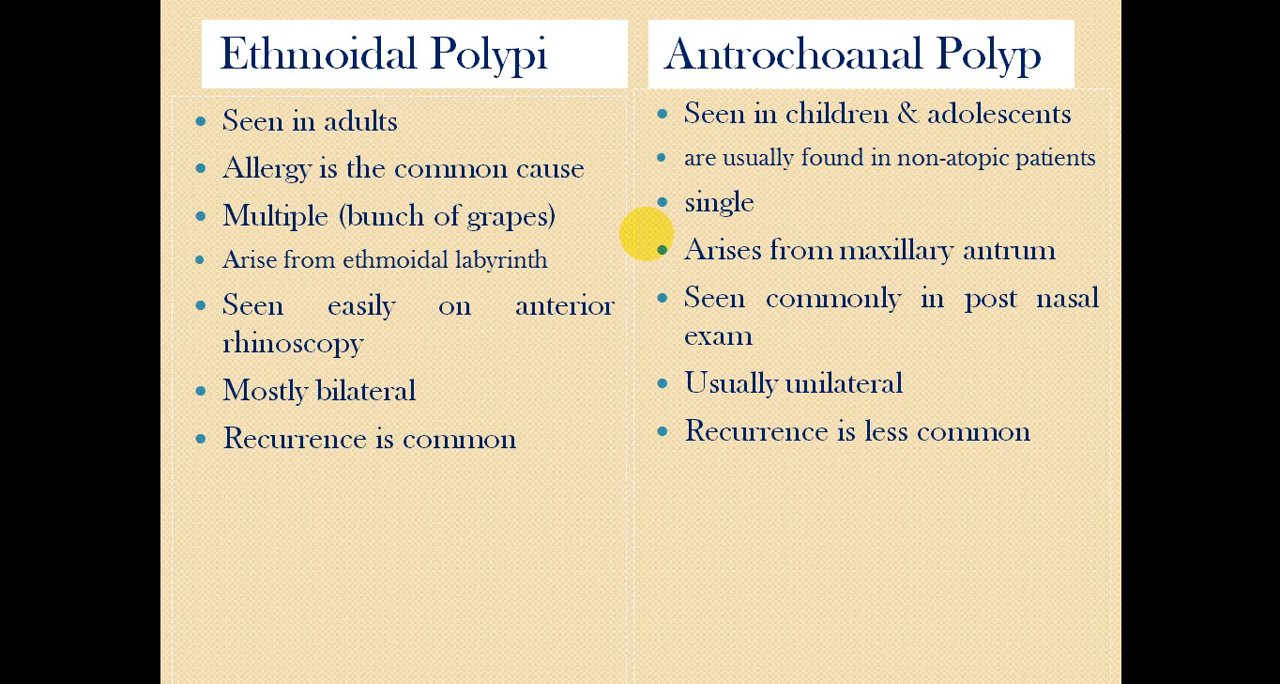 Ethmoidal Polypi
• Seen in adults
• Allergy is the common cause
• Multiple (bunch of grapes)
• Arise from ethmoidal labyrinth
• Seen easily on anterior
rhinoscopy
• Mostly bilateral
• Recurrence is common
Antrochoanal Polyp
• Seen in children & adolescents
• are usually found in non-atopic patients
• single
• Arises from maxillary antrum
• Seen commonly in post nasal
exam
• Usually unilateral
• Recurrence is less common